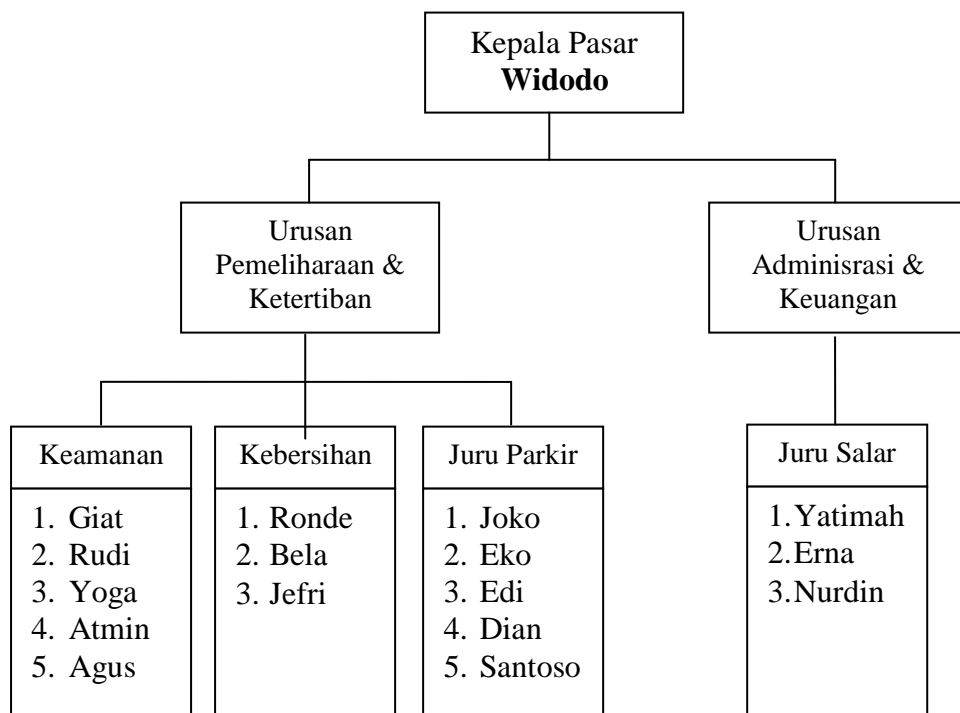 Kepala Pasar
Widodo
Urusan
Pemeliharaan &
Ketertiban
Urusan
Adminisrasi &
Keuangan
Keamanan
1. Giat
2. Rudi
3. Yoga
4. Atmin
5. Agus
Kebersihan
1. Ronde
2. Bela
3. Jefri
Juru Parkir
1. Joko
2. Eko
3. Edi
4. Dian
5. Santoso
Juru Salar
1.Yatimah
2.Erna
3.Nurdin